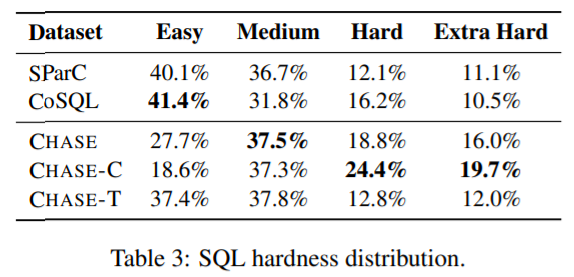 Dataset Easy Medium Hard Extra Hard
SParC 40.1% 36.7% 12.1% 11.1%
CoSQL 41.4% 31.8% 16.2% 10.5%
CHASE 27.7% 37.5% 18.8% 16.0%
CHASE-C 18.6% 37.3% 24.4% 19.7%
CHASE-T 37.4% 37.8% 12.8% 12.0%
Table 3: SQL hardness distribution.